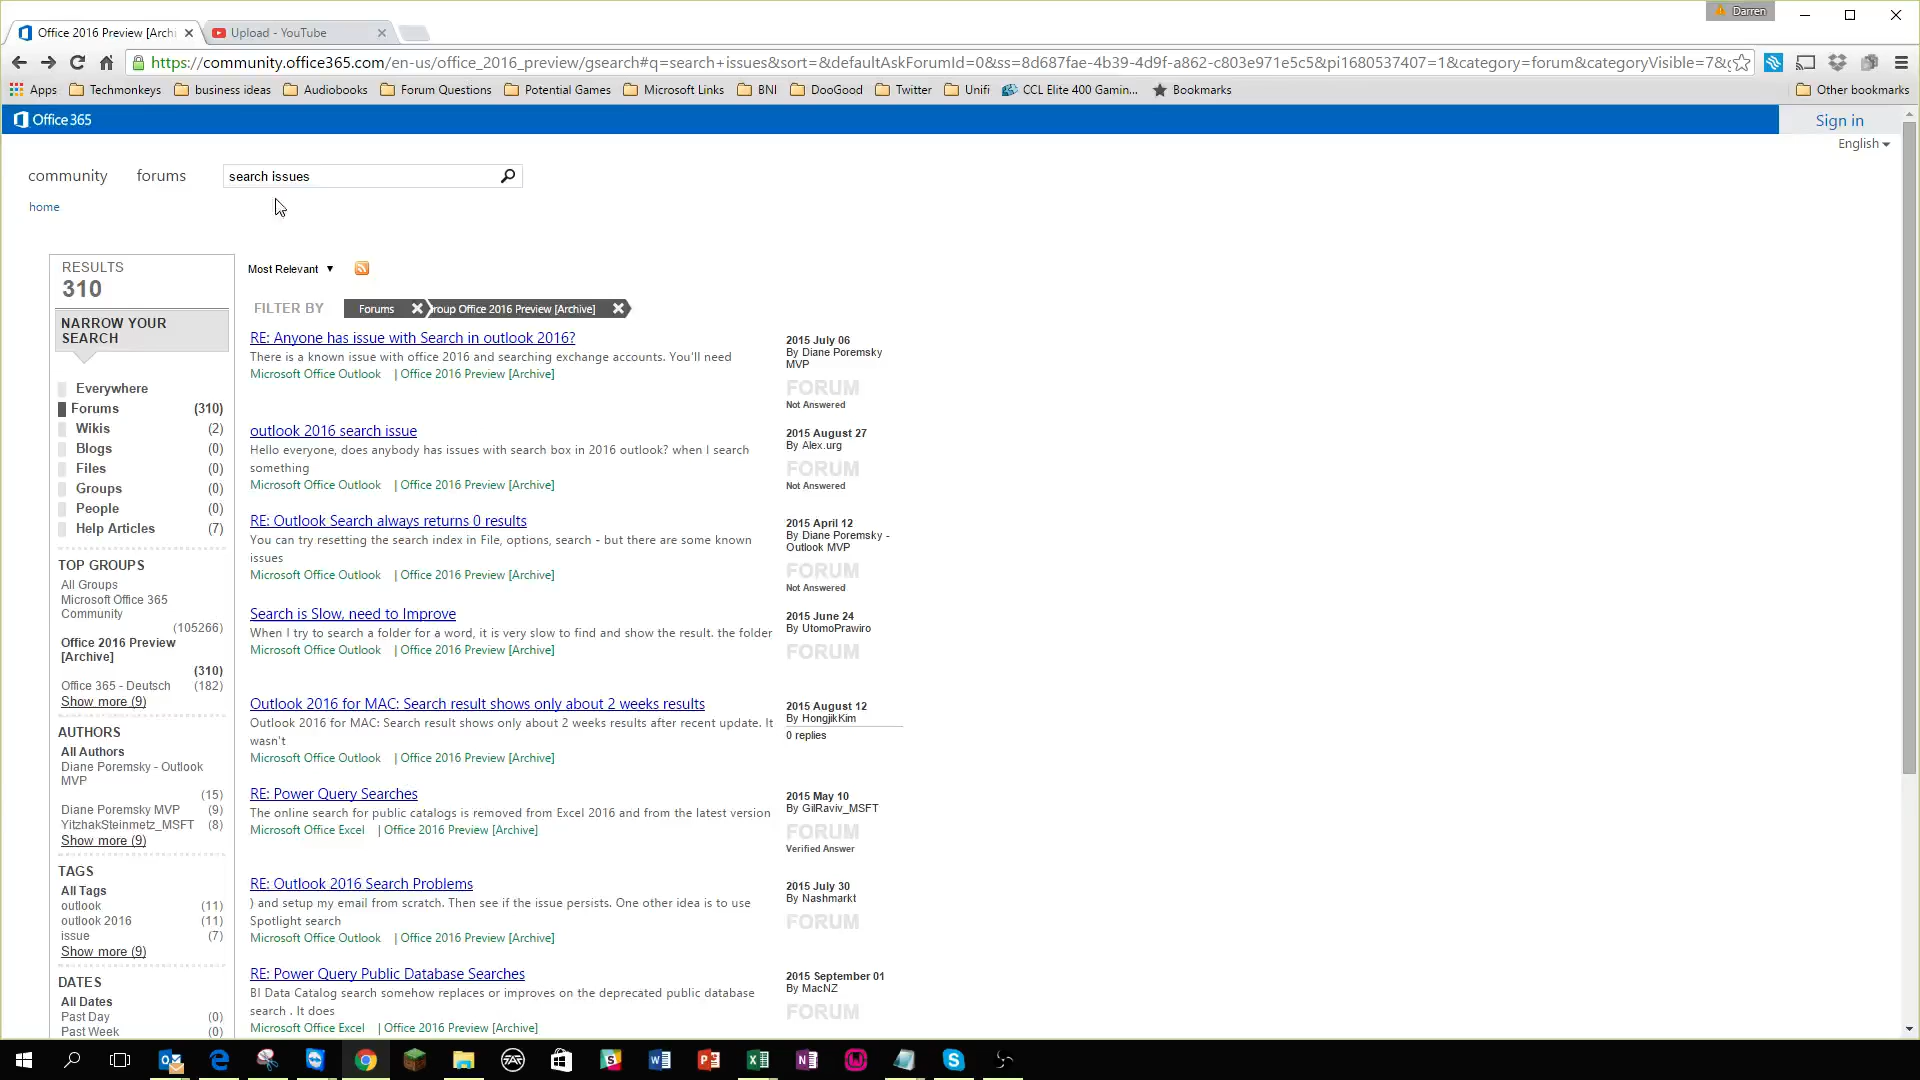 Darren
Office 2016 Preview [Archi
Upload - YouTube
https://community.office365.com/en-us/office_2016_preview/gsearch#q=search+issues&sort=&defaultAskForumId=0&ss=8d687fae-4b39-4d9f-a862-c803e971e5c5&pi1680537407=1&category=forum&categoryVisible=7&
Apps
Techmonkeys
business ideas
Audiobooks
Forum Questions
Potential Games
Microsoft Links
BNI
DooGood
Twitter
Unifi
CCL Elite 400 Gamin...
Bookmarks
Other bookmarks
Office 365
Sign in
English
community
forums
search issues
home
RESULTS
310
NARROW YOUR
SEARCH
Everywhere
Forums (310)
Wikis (2)
Blogs (0)
Files (0)
Groups (0)
People (0)
Help Articles (7)
TOP GROUPS
All Groups
Microsoft Office 365
Community
(105266)
Office 2016 Preview
[Archive]
(310)
Office 365 - Deutsch (182)
Show more (9)
AUTHORS
All Authors
Diane Poremsky - Outlook
MVP
(15)
Diane Poremsky MVP (9)
YitzhakSteinmetz_MSFT (8)
Show more (9)
TAGS
All Tags
outlook (11)
outlook 2016 (11)
issue (7)
Show more (9)
DATES
All Dates
Past Day (0)
Past Week (0)
Most Relevant
FILTER BY
Forums
roup Office 2016 Preview [Archive]
RE: Anyone has issue with Search in outlook 2016?
There is a known issue with office 2016 and searching exchange accounts. You'll need
Microsoft Office Outlook | Office 2016 Preview [Archive]
2015 July 06
By Diane Poremsky
MVP
FORUM
Not Answered
outlook 2016 search issue
Hello everyone, does anybody has issues with search box in 2016 outlook? when I search
something
Microsoft Office Outlook | Office 2016 Preview [Archive]
2015 August 27
By Alex.urg
FORUM
Not Answered
RE: Outlook Search always returns 0 results
You can try resetting the search index in File, options, search - but there are some known
issues
Microsoft Office Outlook | Office 2016 Preview [Archive]
2015 April 12
By Diane Poremsky -
Outlook MVP
FORUM
Not Answered
Search is Slow, need to Improve
When I try to search a folder for a word, it is very slow to find and show the result. the folder
Microsoft Office Outlook | Office 2016 Preview [Archive]
2015 June 24
By UtomoPrawiro
FORUM
Outlook 2016 for MAC: Search result shows only about 2 weeks results
Outlook 2016 for MAC: Search result shows only about 2 weeks results after recent update. It
wasn't
Microsoft Office Outlook | Office 2016 Preview [Archive]
2015 August 12
By HongjikKim
0 replies
RE: Power Query Searches
The online search for public catalogs is removed from Excel 2016 and from the latest version
Microsoft Office Excel | Office 2016 Preview [Archive]
2015 May 10
By GilRaviv_MSFT
FORUM
Verified Answer
RE: Outlook 2016 Search Problems
) and setup my email from scratch. Then see if the issue persists. One other idea is to use
Spotlight search
Microsoft Office Outlook | Office 2016 Preview [Archive]
2015 July 30
By Nashmarkt
FORUM
RE: Power Query Public Database Searches
BI Data Catalog search somehow replaces or improves on the deprecated public database
search . It does
Microsoft Office Excel | Office 2016 Preview [Archive]
2015 September 01
By MacNZ
FORUM